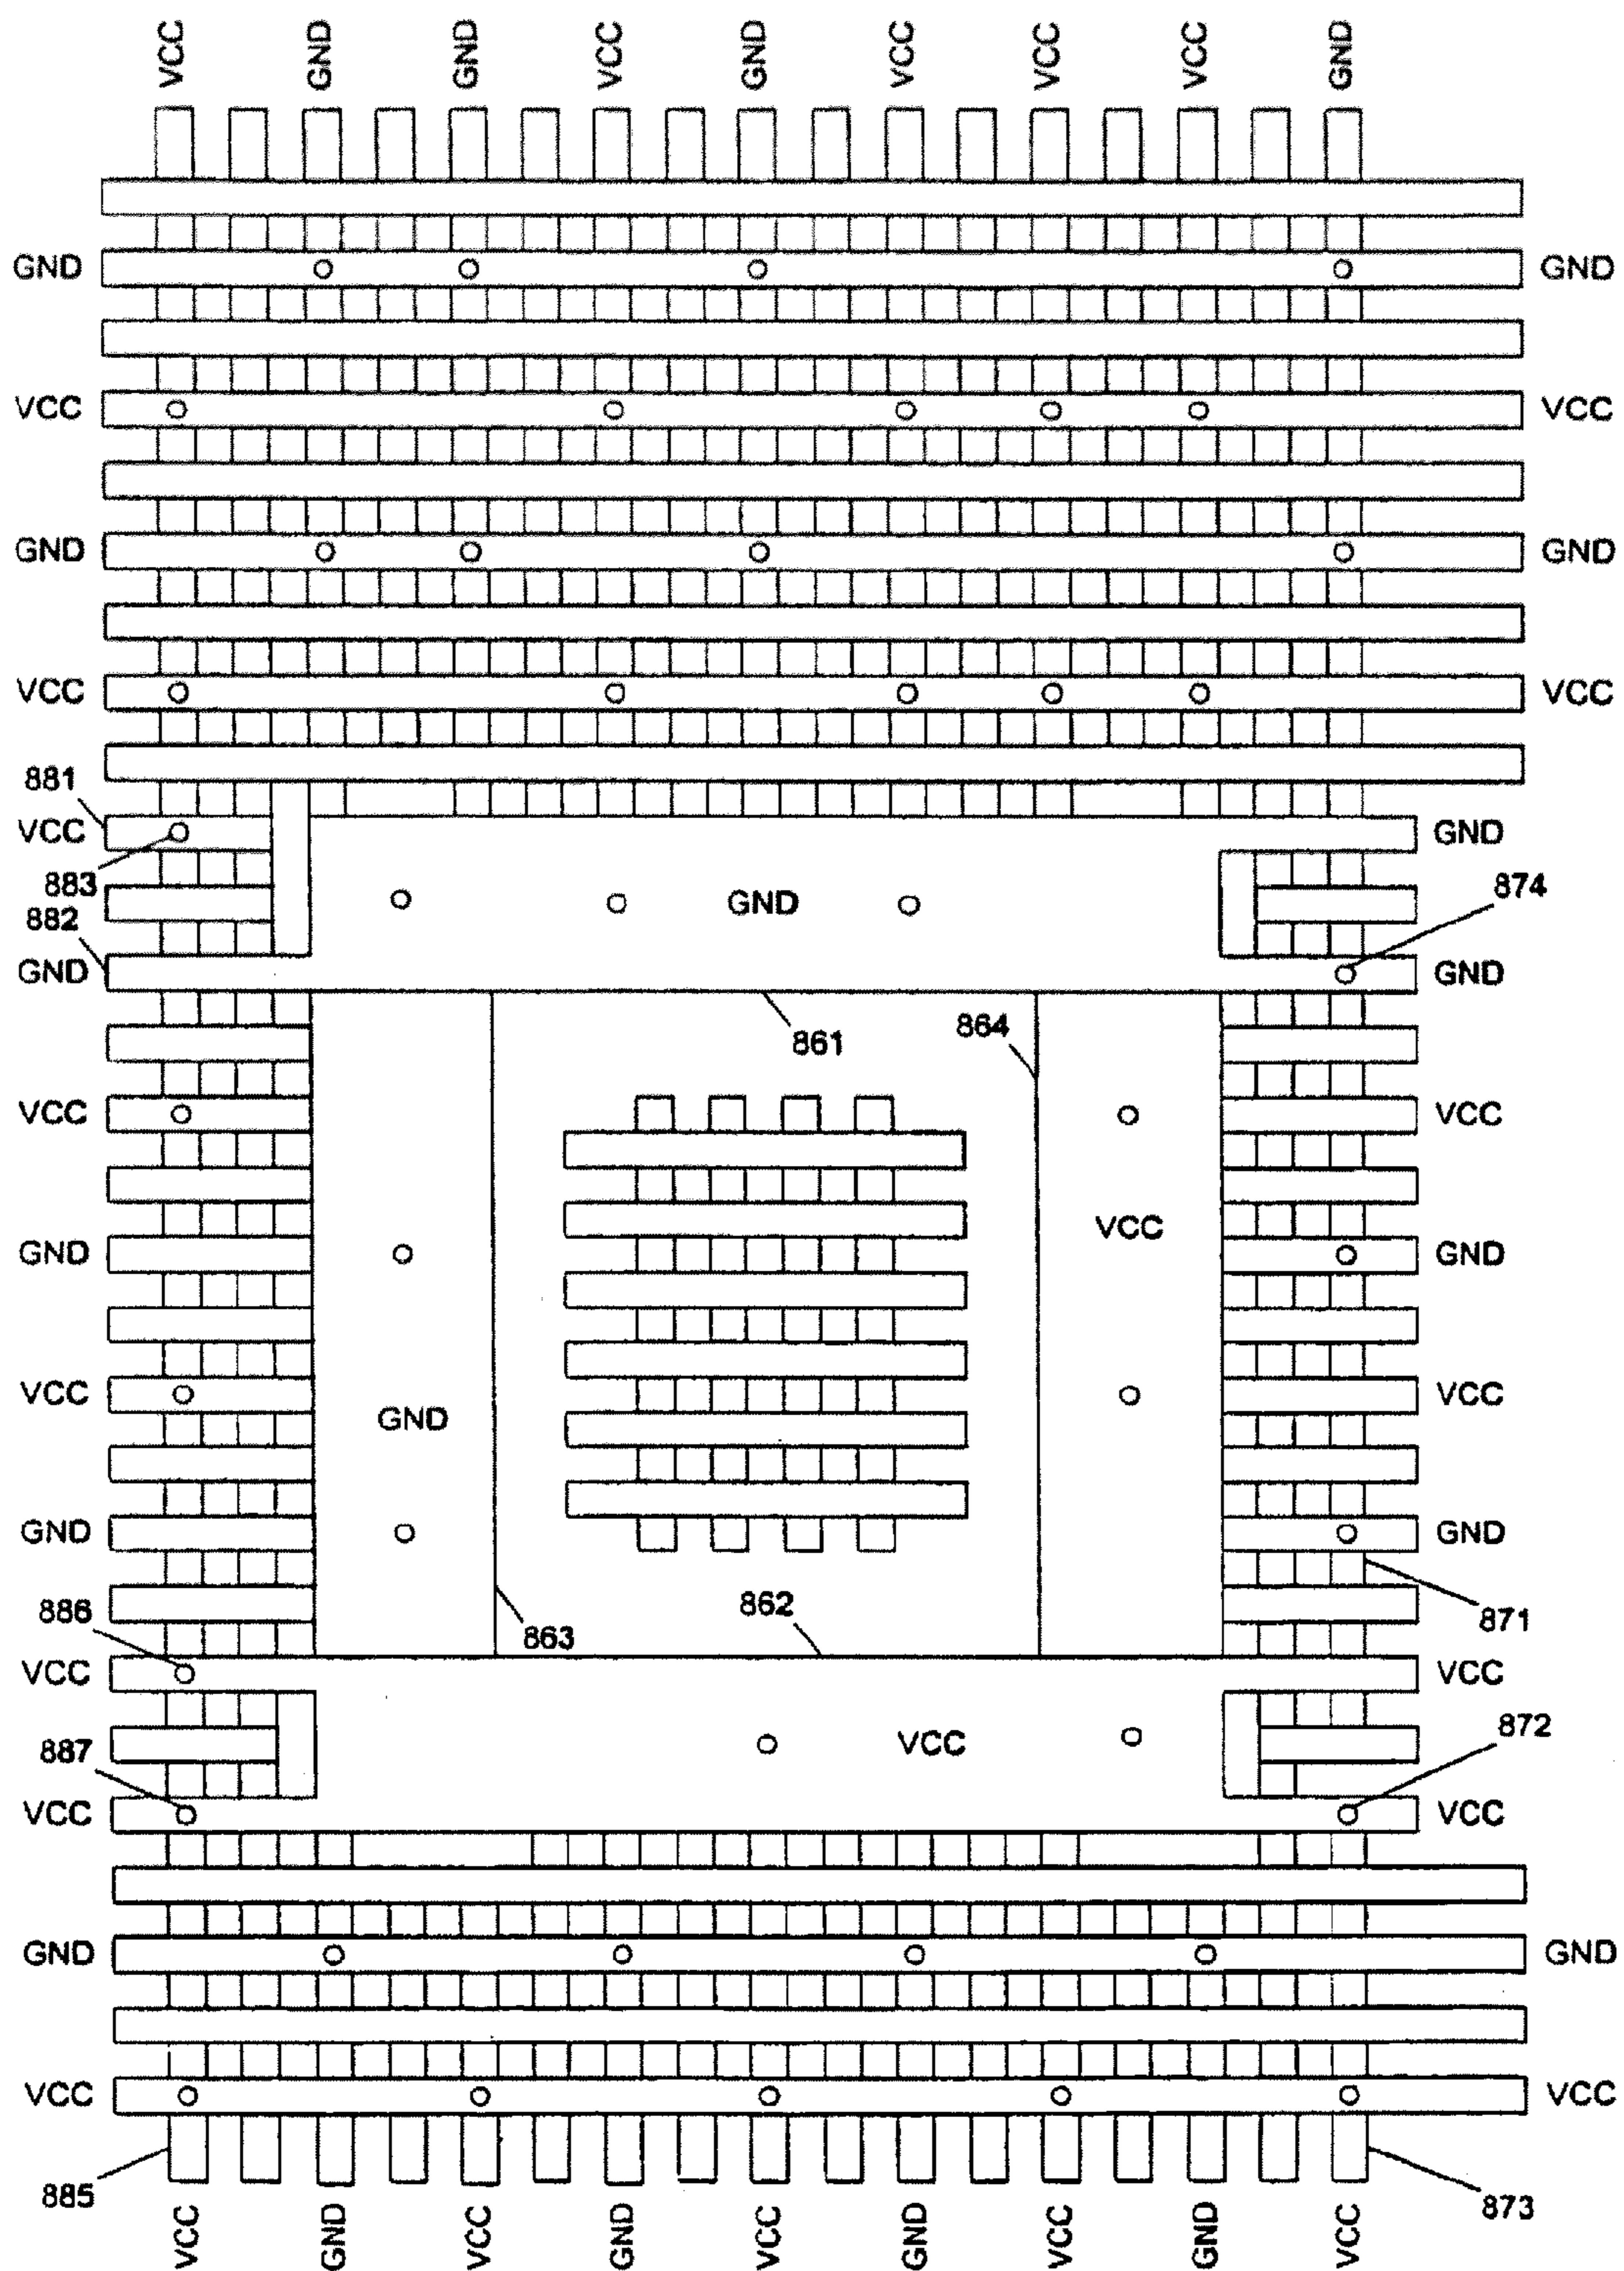 VCC GND GND VCC GND VCC VCC VCC GND
GND GND
VCC VCC
GND GND
VCC VCC
881
VCC GND
883 GND 874
882
GND GND
861 864
VCC VCC
VCC
GND GND
VCC VCC
GND
GND GND
886 862 871
863
VCC VCC
887 VCC 872
VCC VCC
GND GND
VCC VCC
885 873
VCC GND VCC GND VCC GND VCC GND VCC